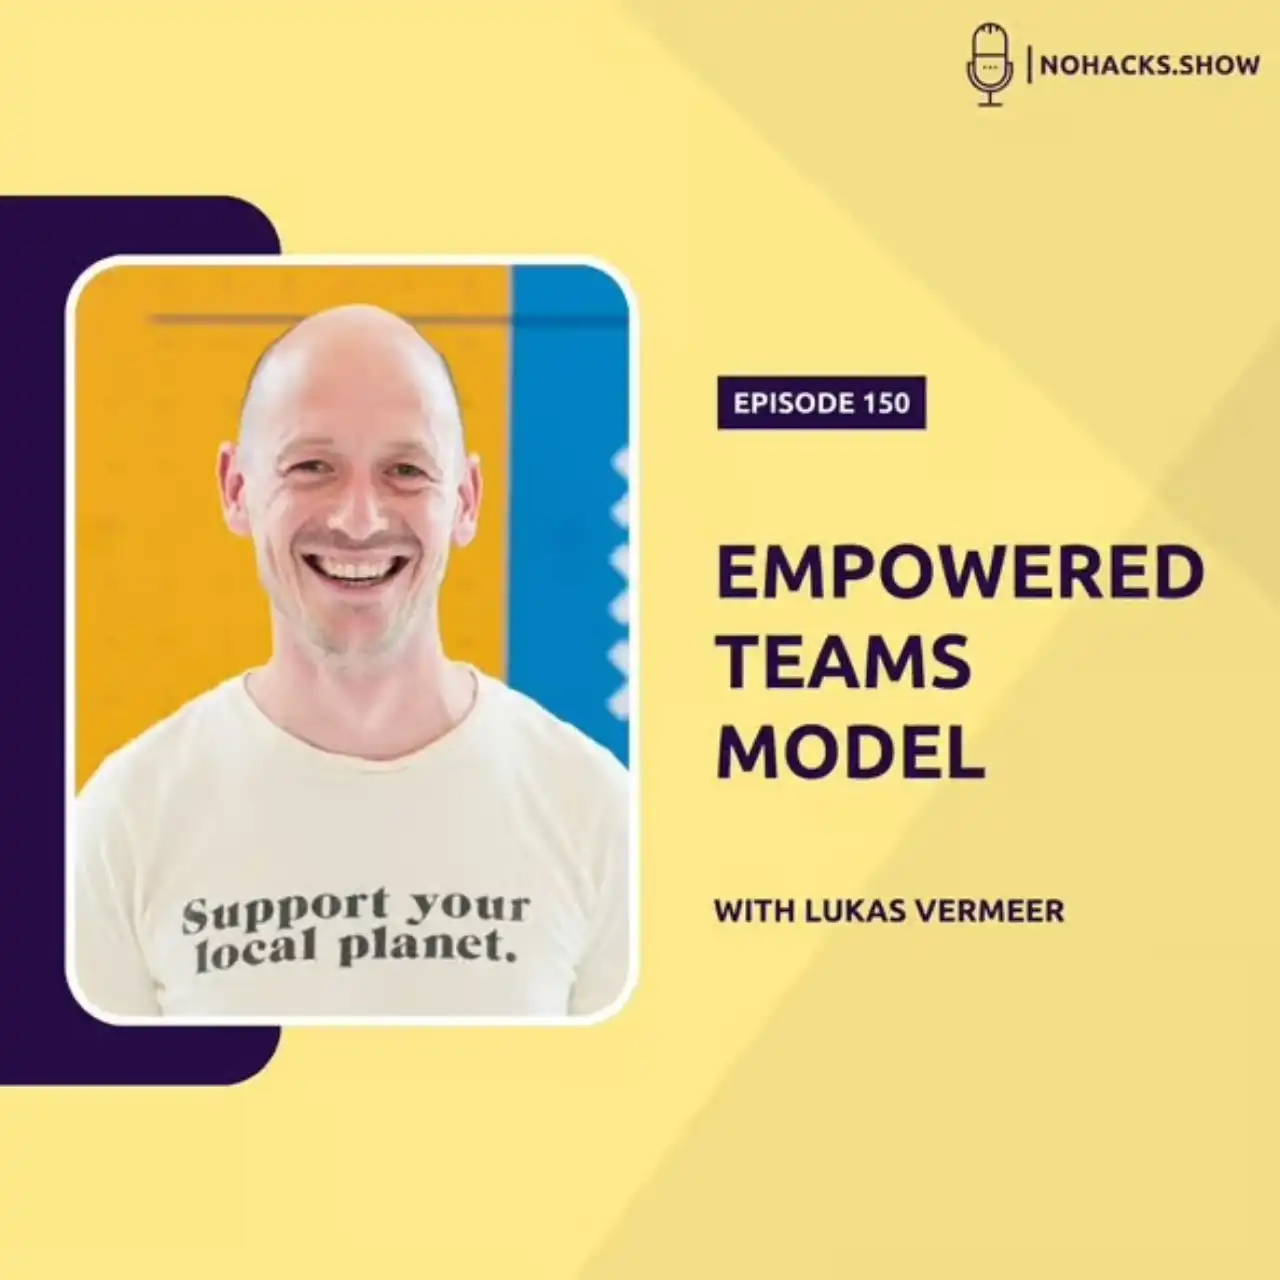 NOHACKS.SHOW
EPISODE 150
EMPOWERED
TEAMS
MODEL
WITH LUKAS VERMEER
Support your
local planet.